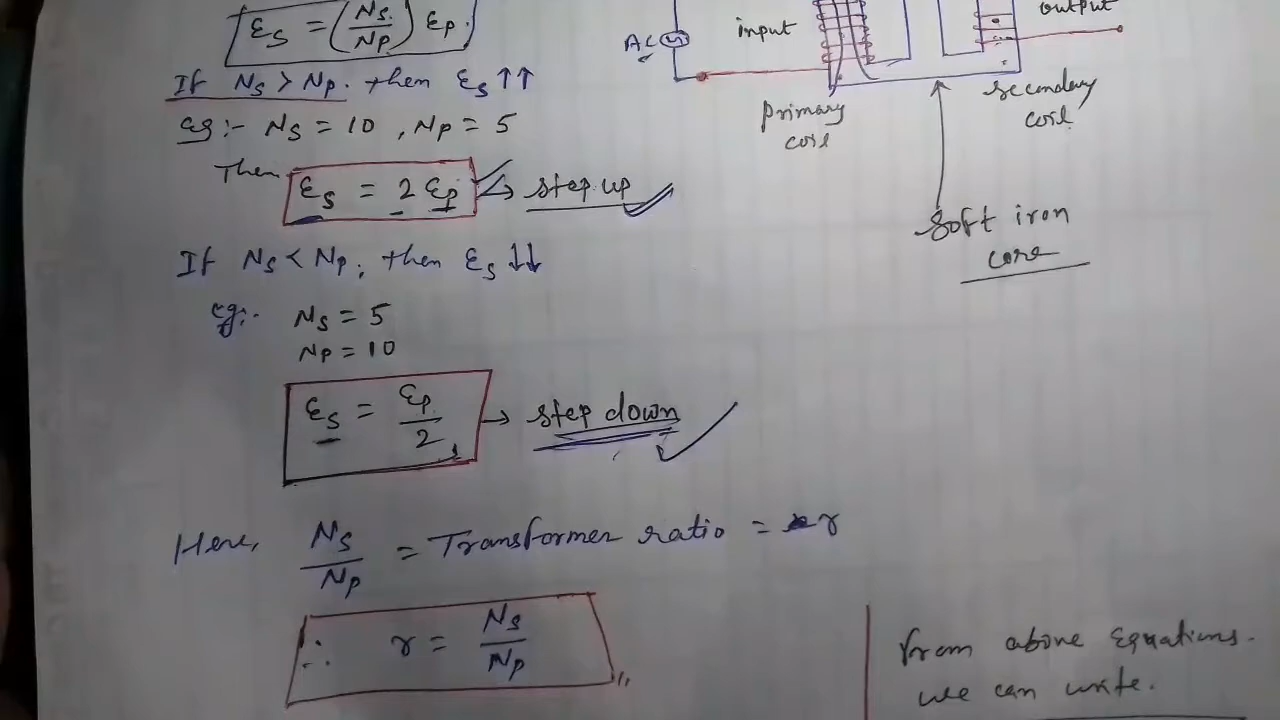 εs = (Ns/Np) εp.
If Ns > Np. then εs ↑↑
eg:- Ns = 10 , Np = 5
Then εs = 2 εp → step up
If Ns < Np, then εs ↓↓
eg:- Ns = 5
Np = 10
εs = εp/2 → step down
Here, Ns/Np = Transformer ratio = r
∴ r = Ns/Np
AC
input
output
primary
coil
secondary
coil
soft iron
core
from above Equations.
we can write.